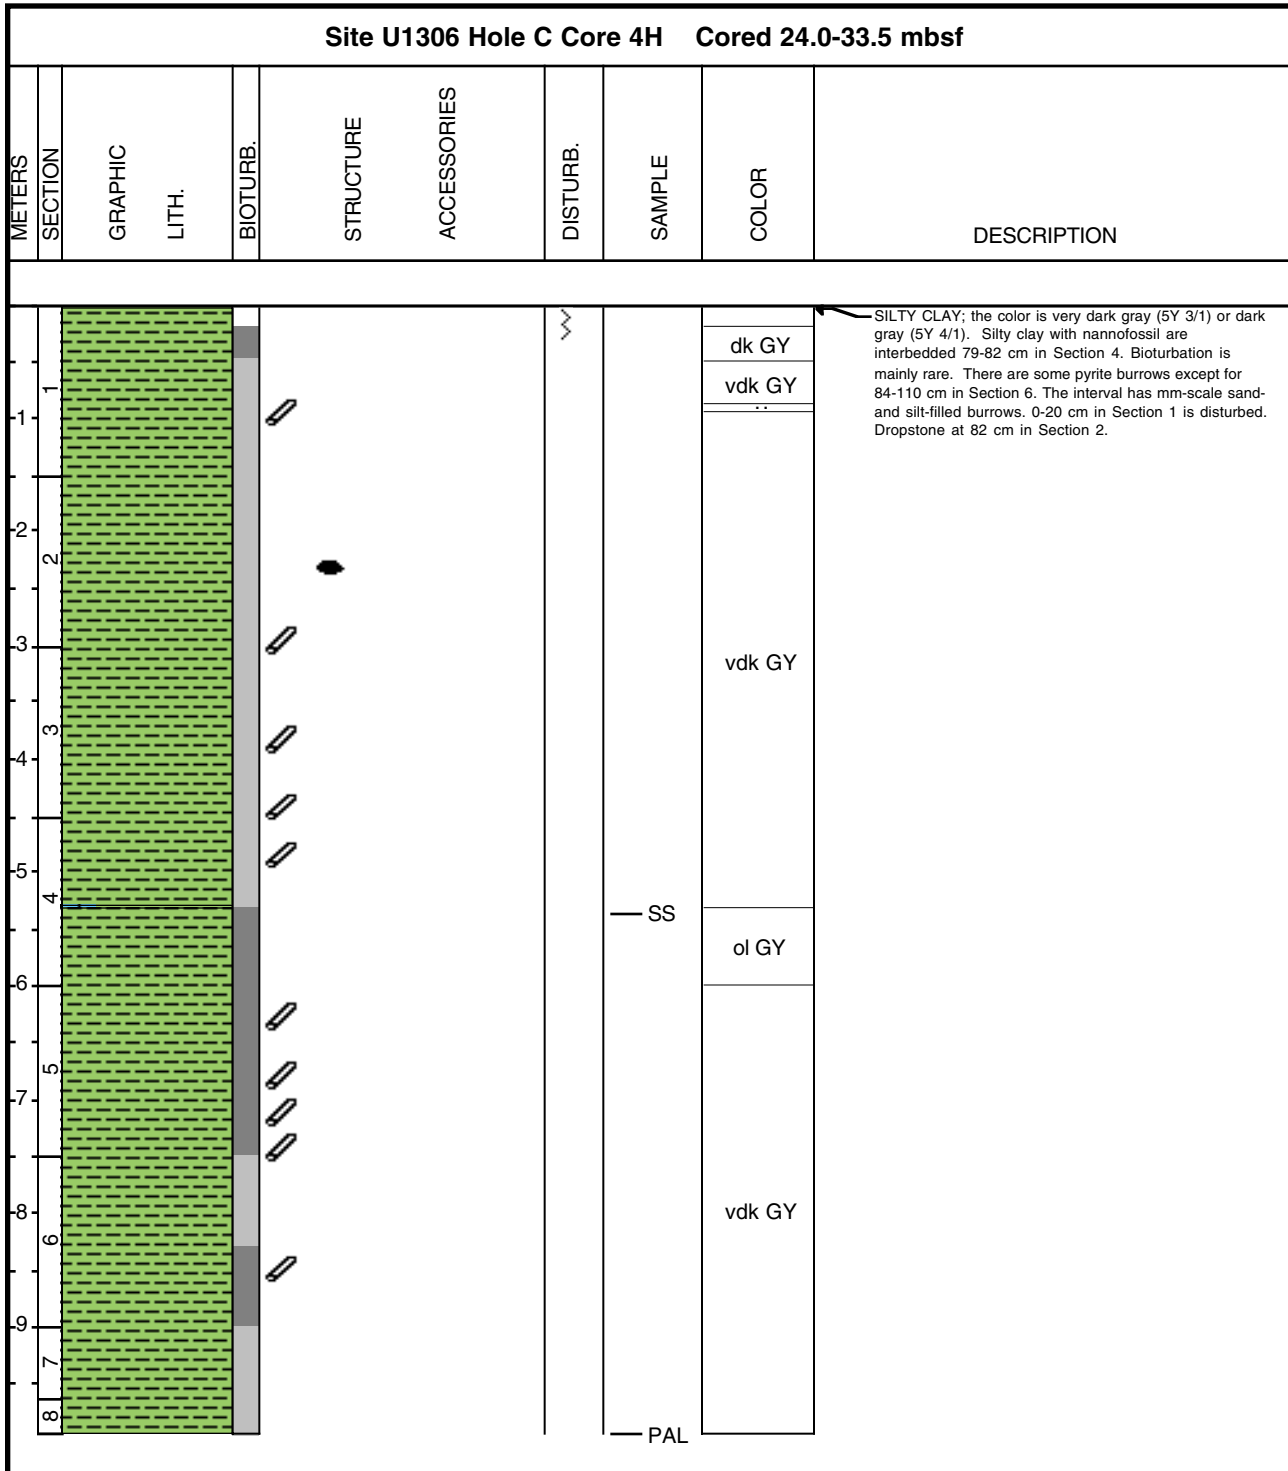 Site U1306 Hole C Core 4H    Cored 24.0-33.5 mbsf
METERS
SECTION
GRAPHIC
LITH.
BIOTURB.
STRUCTURE
ACCESSORIES
DISTURB.
SAMPLE
COLOR
DESCRIPTION
SILTY CLAY; the color is very dark gray (5Y 3/1) or dark
gray (5Y 4/1).  Silty clay with nannofossil are
interbedded 79-82 cm in Section 4. Bioturbation is
mainly rare.  There are some pyrite burrows except for
84-110 cm in Section 6. The interval has mm-scale sand-
and silt-filled burrows. 0-20 cm in Section 1 is disturbed.
Dropstone at 82 cm in Section 2.
dk GY
vdk GY
1
1
2
2
3
vdk GY
3
4
5
4
SS
ol GY
6
5
7
8
vdk GY
6
9
7
8
PAL